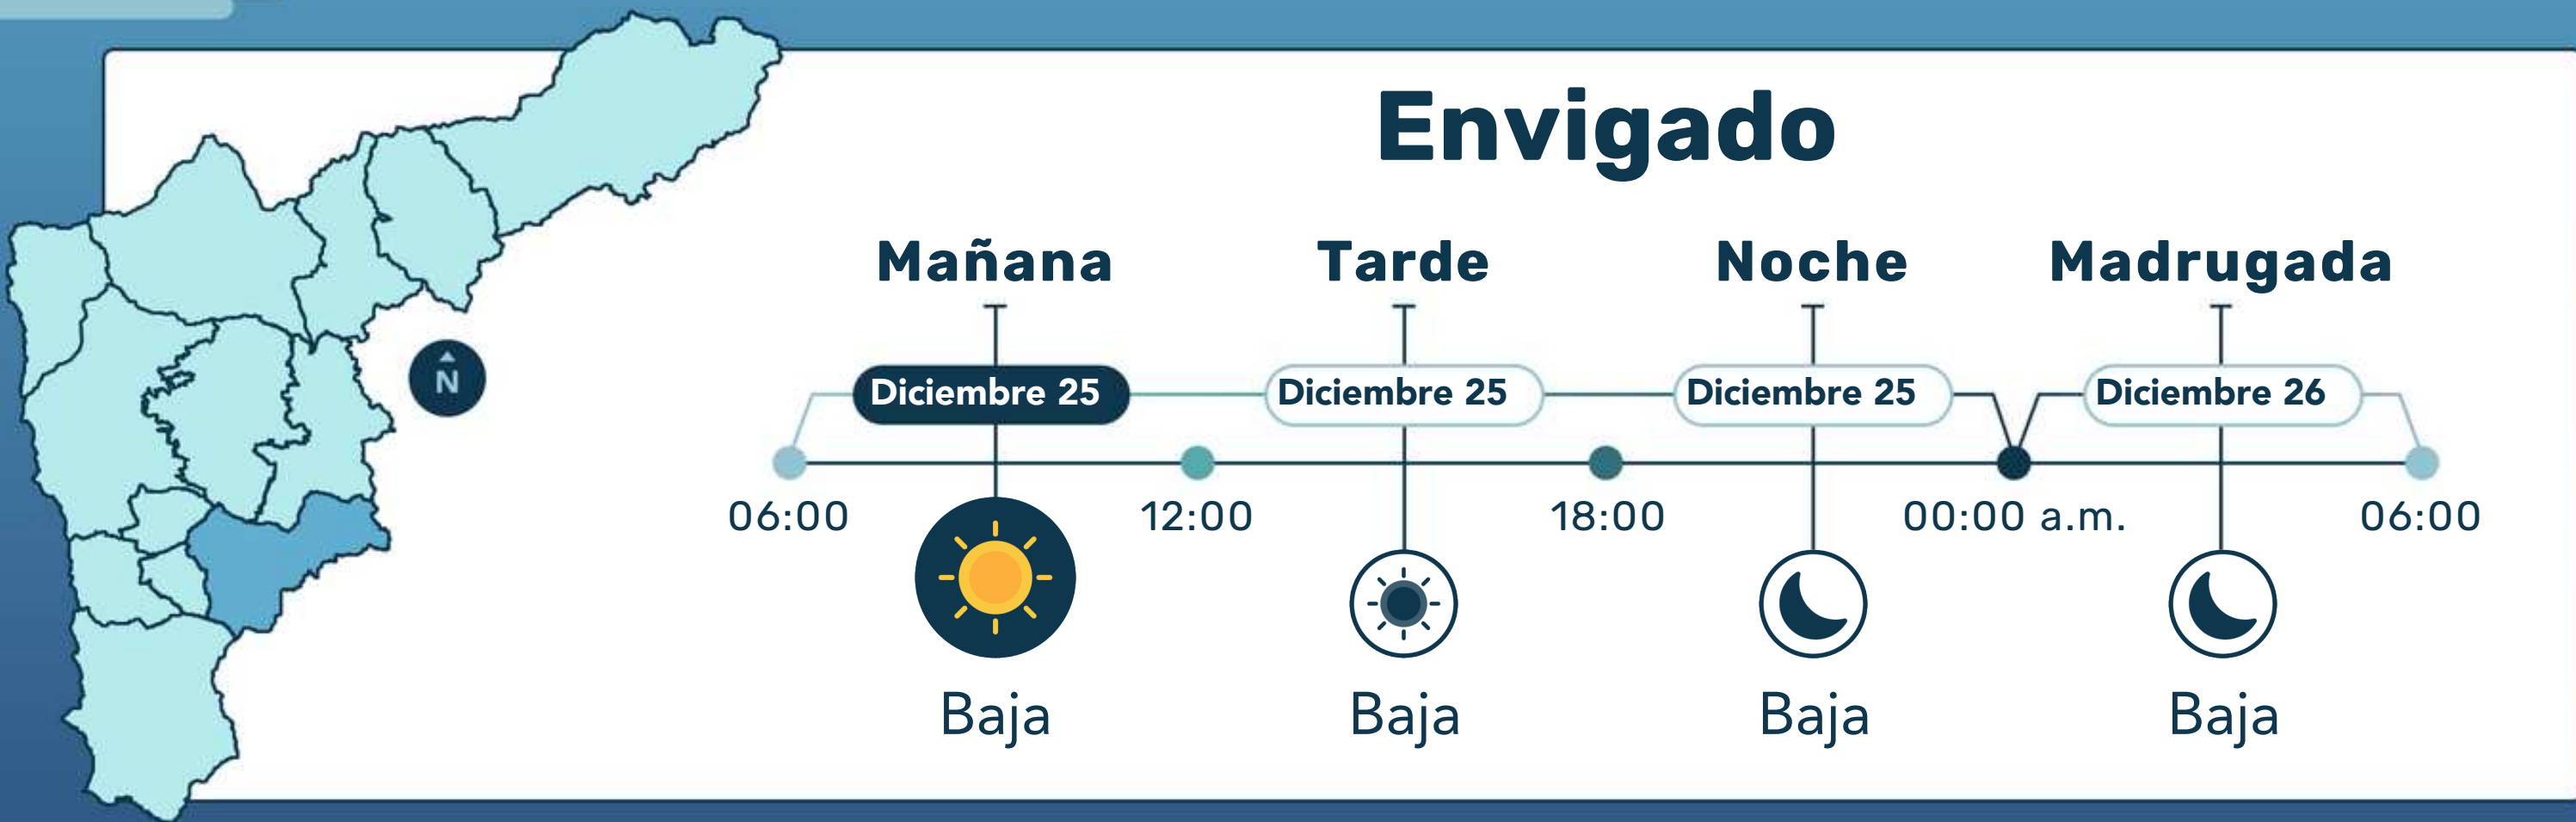 Envigado
Mañana Tarde Noche Madrugada
Diciembre 25 Diciembre 25 Diciembre 25 Diciembre 26
N
06:00 12:00 18:00 00:00 a.m. 06:00
Baja Baja Baja Baja